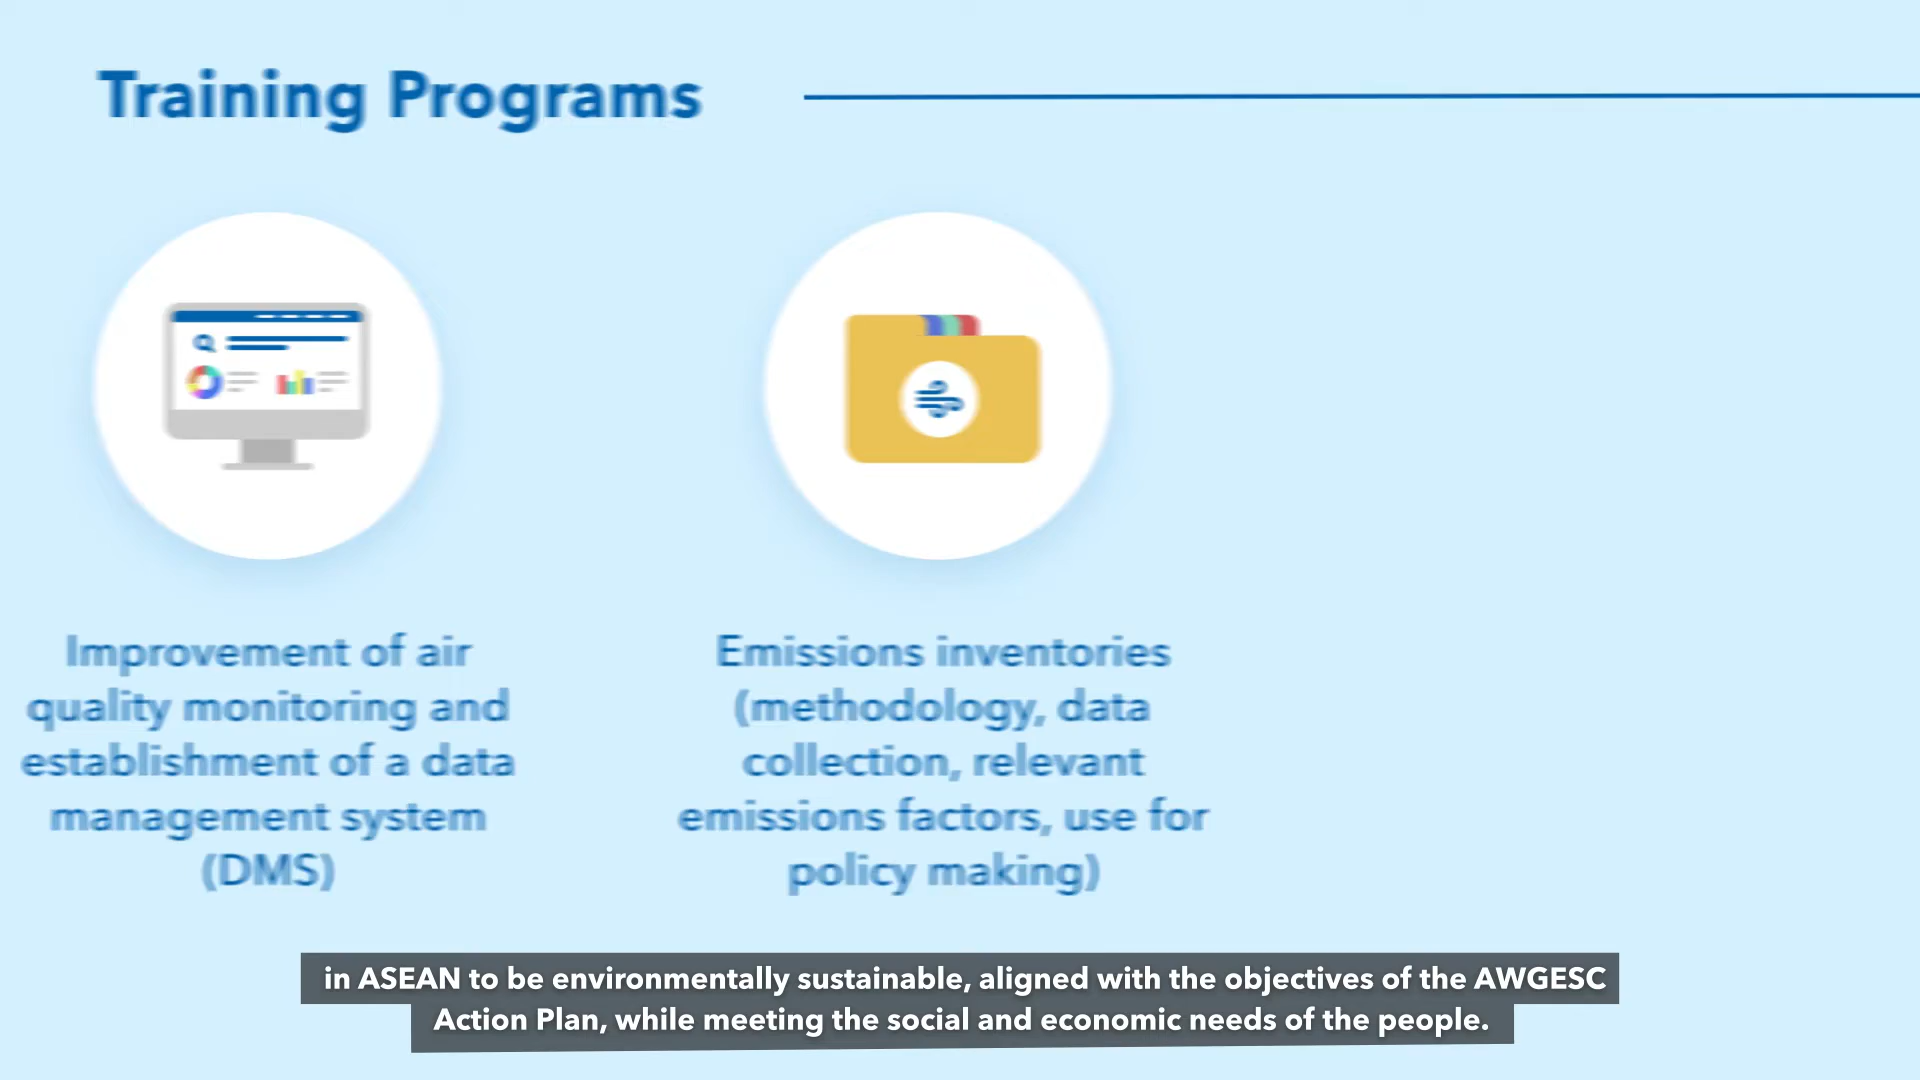 Training Programs
Improvement of air
quality monitoring and
establishment of a data
management system
(DMS)
Emissions inventories
(methodology, data
collection, relevant
emissions factors, use for
policy making)
in ASEAN to be environmentally sustainable, aligned with the objectives of the AWGESC
Action Plan, while meeting the social and economic needs of the people.